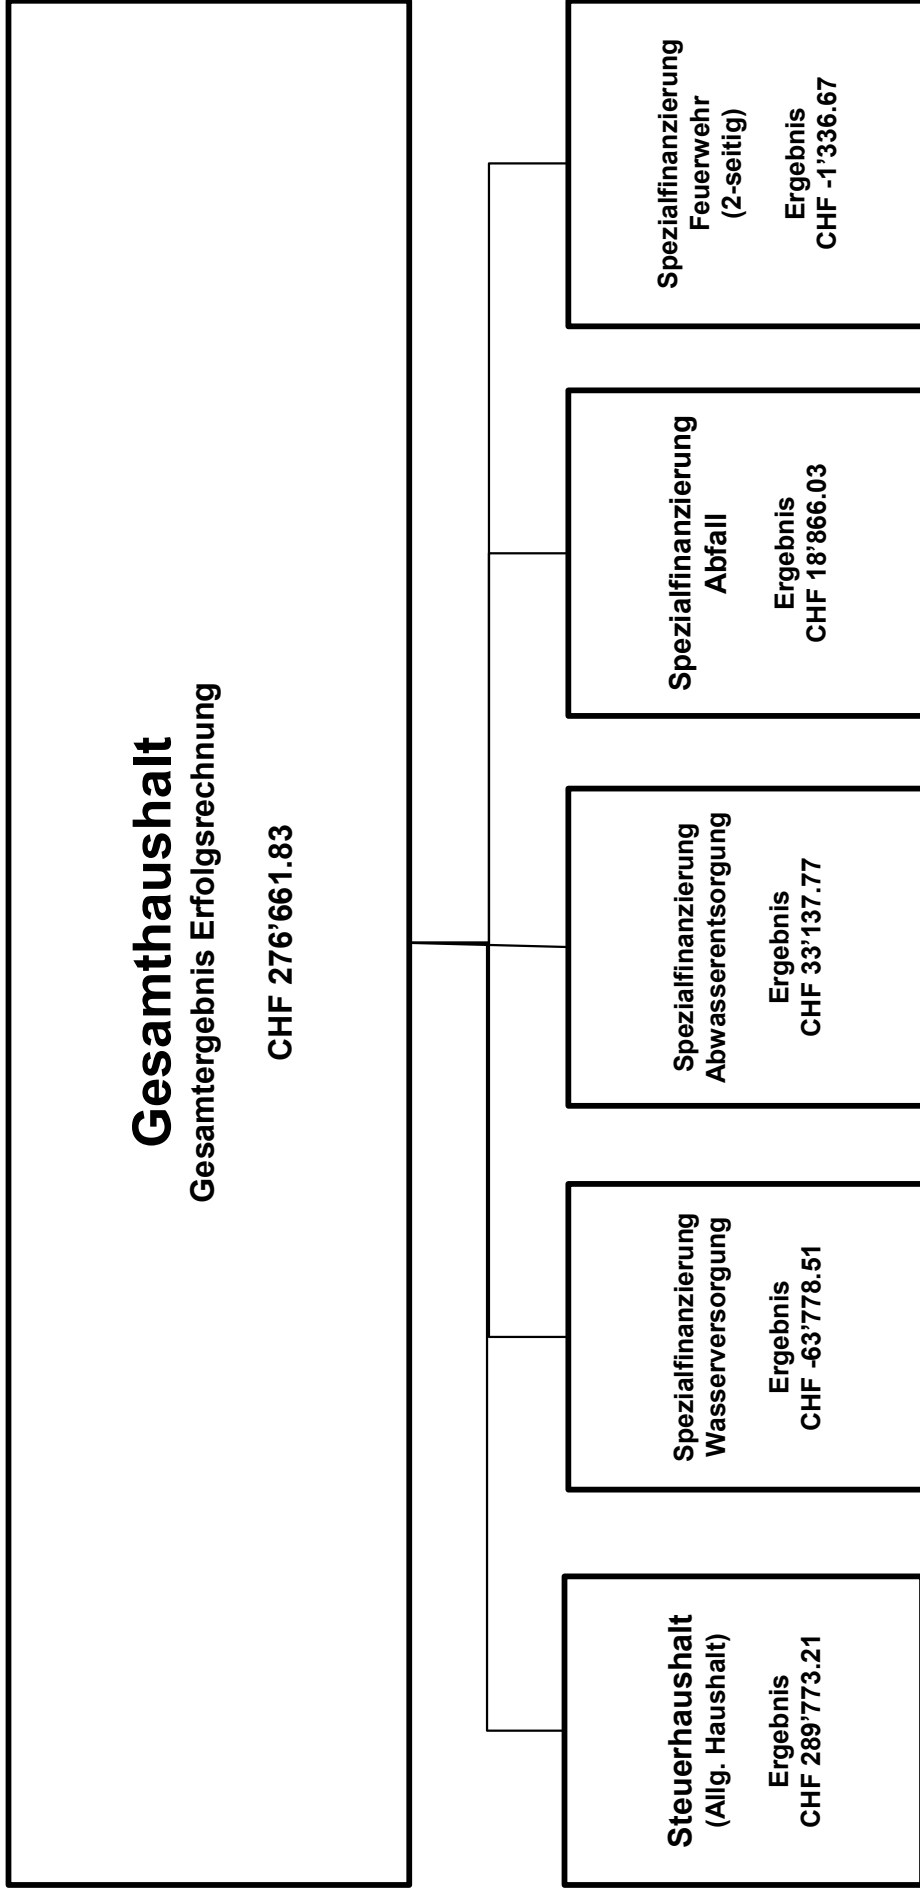 Gesamthaushalt
Gesamtergebnis Erfolgsrechnung
CHF 276’661.83
Steuerhaushalt
(Allg. Haushalt)
Ergebnis
CHF 289’773.21
Spezialfinanzierung
Wasserversorgung
Ergebnis
CHF -63’778.51
Spezialfinanzierung
Abwasserentsorgung
Ergebnis
CHF 33’137.77
Spezialfinanzierung
Abfall
Ergebnis
CHF 18’866.03
Spezialfinanzierung
Feuerwehr
(2-seitig)
Ergebnis
CHF -1’336.67